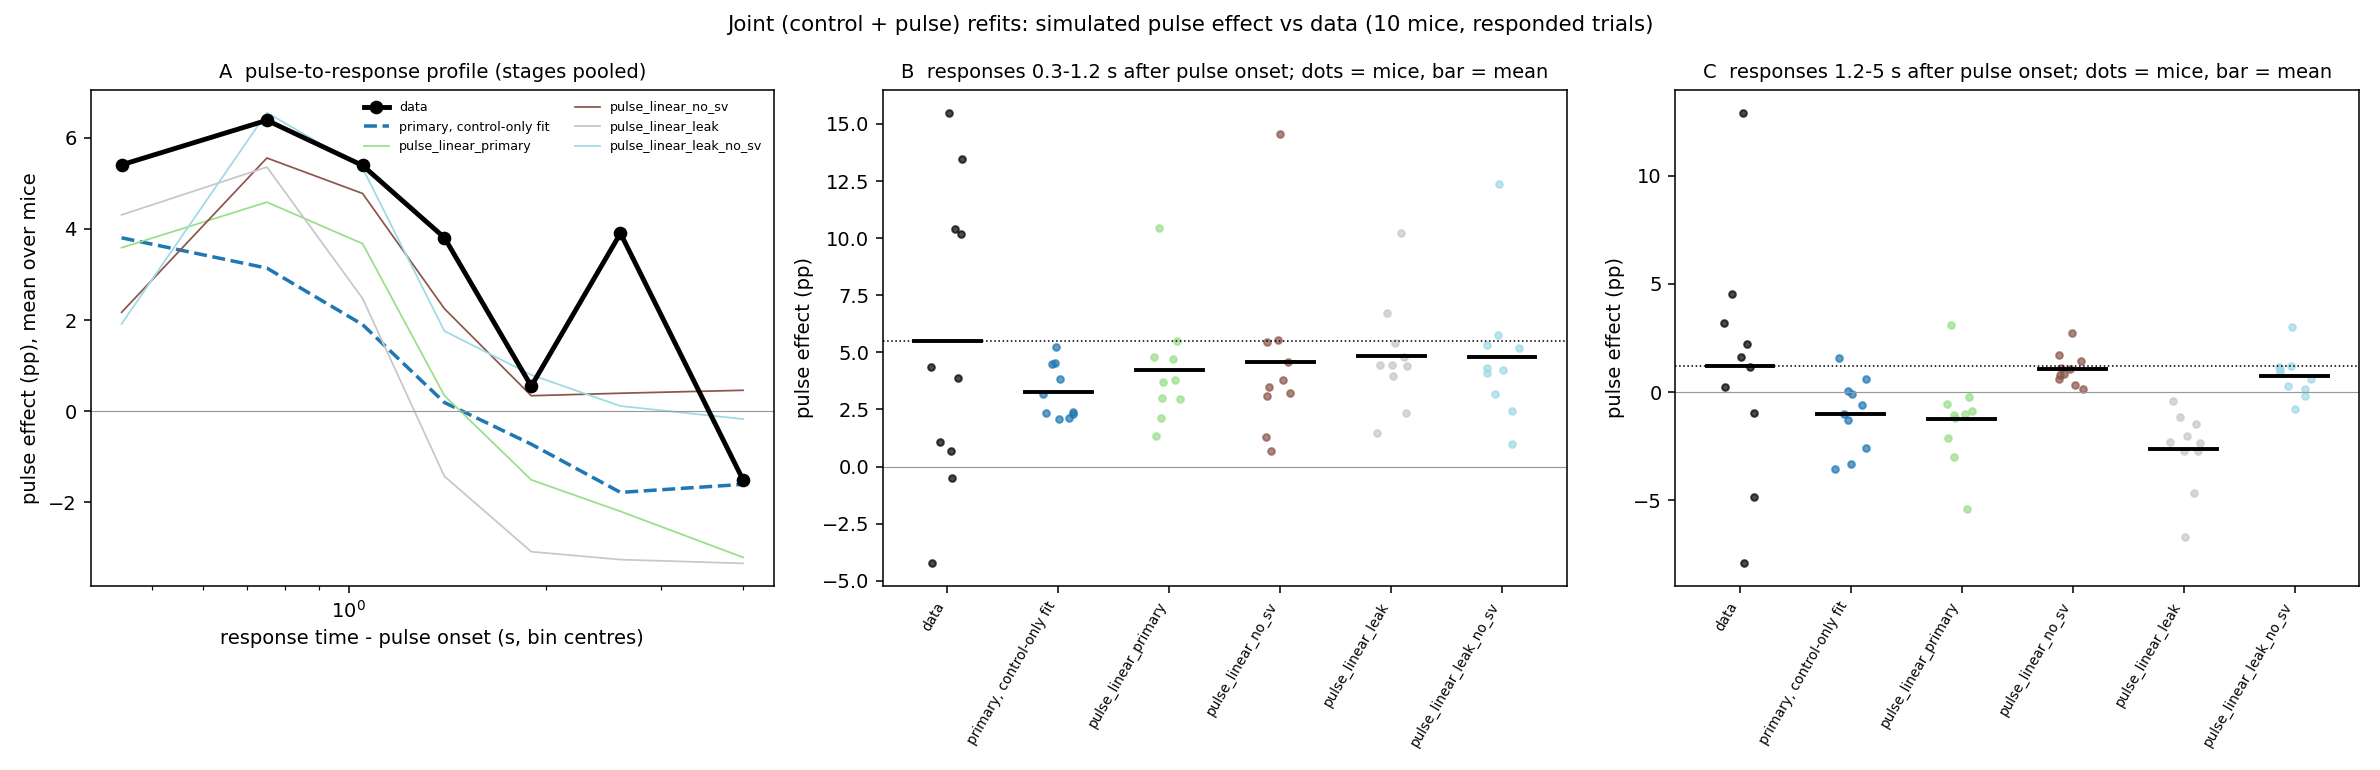 Joint (control + pulse) refits: simulated pulse effect vs data (10 mice, responded trials)
A  pulse-to-response profile (stages pooled)
data
primary, control-only fit
pulse_linear_primary
pulse_linear_no_sv
pulse_linear_leak
pulse_linear_leak_no_sv
pulse effect (pp), mean over mice
6
4
2
0
−2
10^0
response time - pulse onset (s, bin centres)
B  responses 0.3-1.2 s after pulse onset; dots = mice, bar = mean
pulse effect (pp)
15.0
12.5
10.0
7.5
5.0
2.5
0.0
−2.5
−5.0
data
primary, control-only fit
pulse_linear_primary
pulse_linear_no_sv
pulse_linear_leak
pulse_linear_leak_no_sv
C  responses 1.2-5 s after pulse onset; dots = mice, bar = mean
pulse effect (pp)
10
5
0
−5
data
primary, control-only fit
pulse_linear_primary
pulse_linear_no_sv
pulse_linear_leak
pulse_linear_leak_no_sv